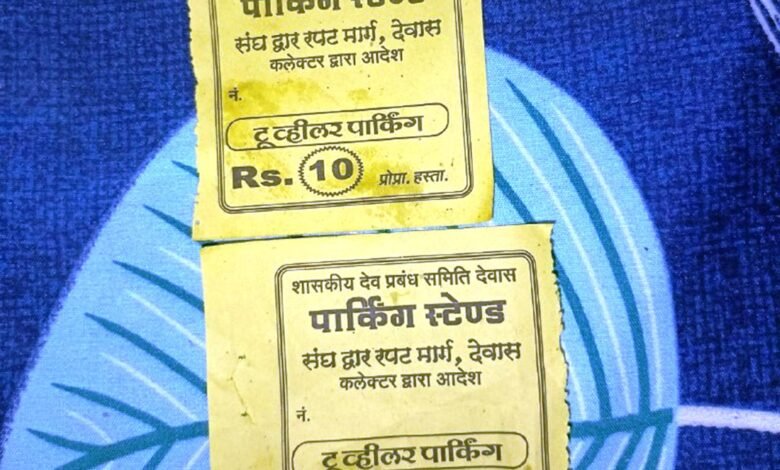 पार्किंग स्टेण्ड
संघ द्वार रपट मार्ग, देवास
कलेक्टर द्वारा आदेश
नं.
टू व्हीलर पार्किंग
Rs. 10 प्रोप्रा. हस्ता.
शासकीय देव प्रबंध समिति देवास
पार्किंग स्टेण्ड
संघ द्वार रपट मार्ग, देवास
कलेक्टर द्वारा आदेश
नं.
टू व्हीलर पार्किंग